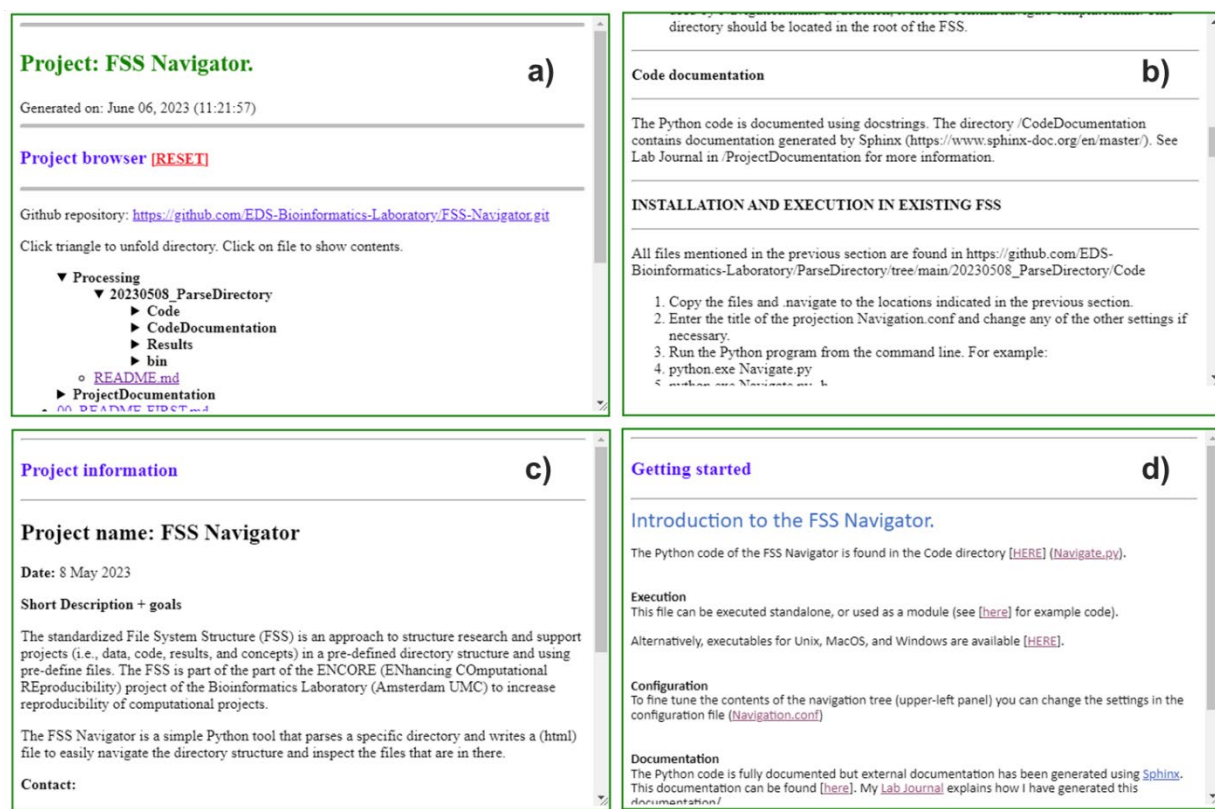 Project: FSS Navigator.
a)
Generated on: June 06, 2023 (11:21:57)
Project browser [RESET]
Github repository: https://github.com/EDS-Bioinformatics-Laboratory/FSS-Navigator.git
Click triangle to unfold directory. Click on file to show contents.
▼ Processing
▼ 20230508_ParseDirectory
▶ Code
▶ CodeDocumentation
▶ Results
▶ bin
○ README.md
▶ ProjectDocumentation
• 00_README_FIRST.md
directory should be located in the root of the FSS.
Code documentation
b)
The Python code is documented using docstrings. The directory /CodeDocumentation
contains documentation generated by Sphinx (https://www.sphinx-doc.org/en/master/). See
Lab Journal in /ProjectDocumentation for more information.
INSTALLATION AND EXECUTION IN EXISTING FSS
All files mentioned in the previous section are found in https://github.com/EDS-
Bioinformatics-Laboratory/ParseDirectory/tree/main/20230508_ParseDirectory/Code
1. Copy the files and .navigate to the locations indicated in the previous section.
2. Enter the title of the projection Navigation.conf and change any of the other settings if
necessary.
3. Run the Python program from the command line. For example:
4. python.exe Navigate.py
5. python.exe Navigate.py -h
Project information
c)
Project name: FSS Navigator
Date: 8 May 2023
Short Description + goals
The standardized File System Structure (FSS) is an approach to structure research and support
projects (i.e., data, code, results, and concepts) in a pre-defined directory structure and using
pre-define files. The FSS is part of the part of the ENCORE (ENhancing COmputational
REproducibility) project of the Bioinformatics Laboratory (Amsterdam UMC) to increase
reproducibility of computational projects.
The FSS Navigator is a simple Python tool that parses a specific directory and writes a (html)
file to easily navigate the directory structure and inspect the files that are in there.
Contact:
Getting started
d)
Introduction to the FSS Navigator.
The Python code of the FSS Navigator is found in the Code directory [HERE] (Navigate.py).
Execution
This file can be executed standalone, or used as a module (see [here] for example code).
Alternatively, executables for Unix, MacOS, and Windows are available [HERE].
Configuration
To fine tune the contents of the navigation tree (upper-left panel) you can change the settings in the
configuration file (Navigation.conf)
Documentation
The Python code is fully documented but external documentation has been generated using Sphinx.
This documentation can be found [here]. My Lab Journal explains how I have generated this
documentation/